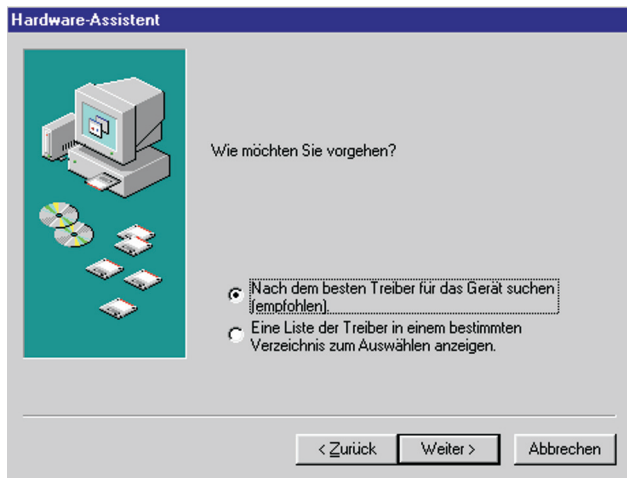 Hardware-Assistent
Wie möchten Sie vorgehen?
Nach dem besten Treiber für das Gerät suchen
(empfohlen).
Eine Liste der Treiber in einem bestimmten
Verzeichnis zum Auswählen anzeigen.
< Zurück Weiter > Abbrechen